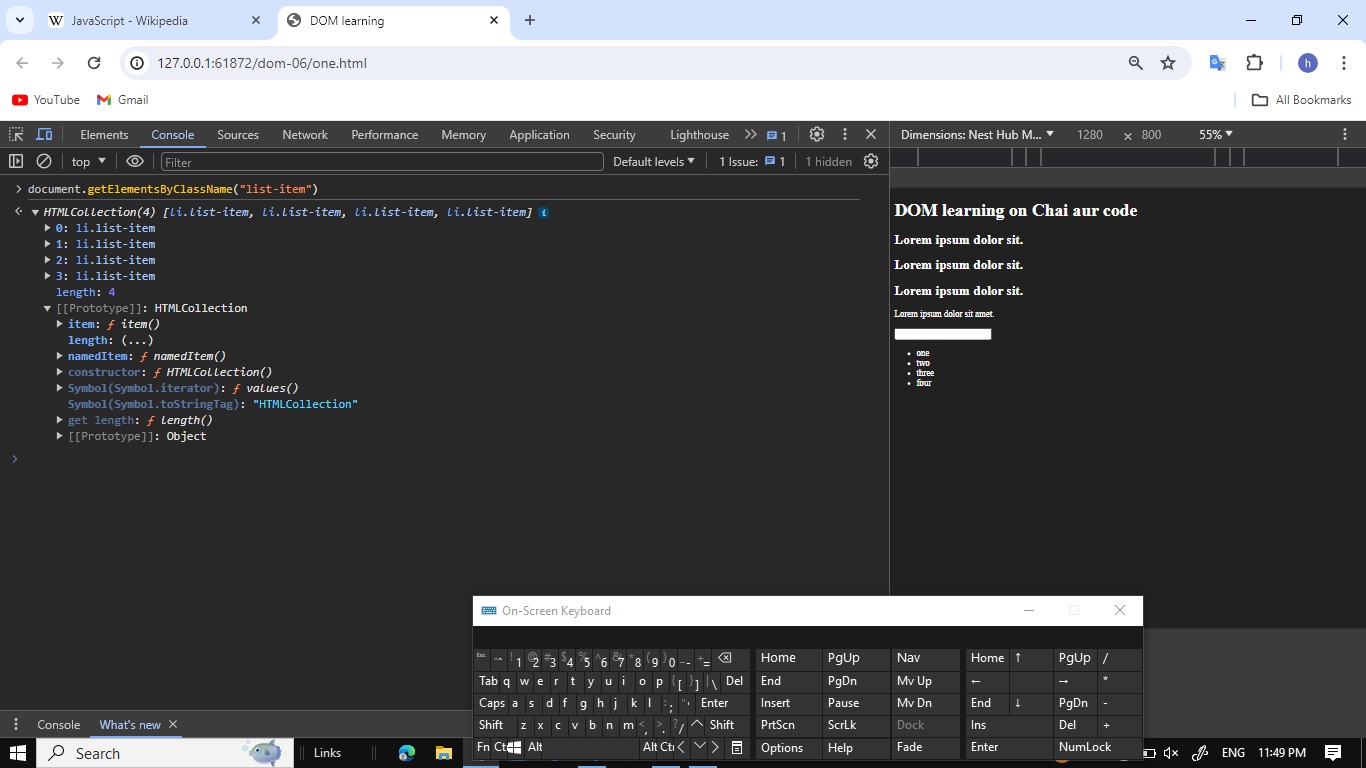 JavaScript - Wikipedia
DOM learning
127.0.0.1:61872/dom-06/one.html
h
YouTube Gmail All Bookmarks
Elements Console Sources Network Performance Memory Application Security Lighthouse 1
Dimensions: Nest Hub M... 1280 x 800 55%
top Filter Default levels 1 Issue: 1 1 hidden
document.getElementsByClassName("list-item")
HTMLCollection(4) [li.list-item, li.list-item, li.list-item, li.list-item] i
0: li.list-item
1: li.list-item
2: li.list-item
3: li.list-item
length: 4
[[Prototype]]: HTMLCollection
item: ƒ item()
length: (...)
namedItem: ƒ namedItem()
constructor: ƒ HTMLCollection()
Symbol(Symbol.iterator): ƒ values()
Symbol(Symbol.toStringTag): "HTMLCollection"
get length: ƒ length()
[[Prototype]]: Object
DOM learning on Chai aur code
Lorem ipsum dolor sit.
Lorem ipsum dolor sit.
Lorem ipsum dolor sit.
Lorem ipsum dolor sit amet.
one
two
three
four
On-Screen Keyboard
Esc ~ ! 1 @ 2 # 3 $ 4 % 5 ^ 6 & 7 * 8 ( 9 ) 0 _ - + = Home PgUp Nav Home ↑ PgUp /
Tab q w e r t y u i o p { [ } ] | \ Del End PgDn Mv Up ← → *
Caps a s d f g h j k l : ; " ' Enter Insert Pause Mv Dn End ↓ PgDn -
Shift z x c v b n m < , > . ? / Shift PrtScn ScrLk Dock Ins Del +
Fn Ctr Alt Alt Ctr Options Help Fade Enter NumLock
Console What's new
Search Links ENG 11:49 PM